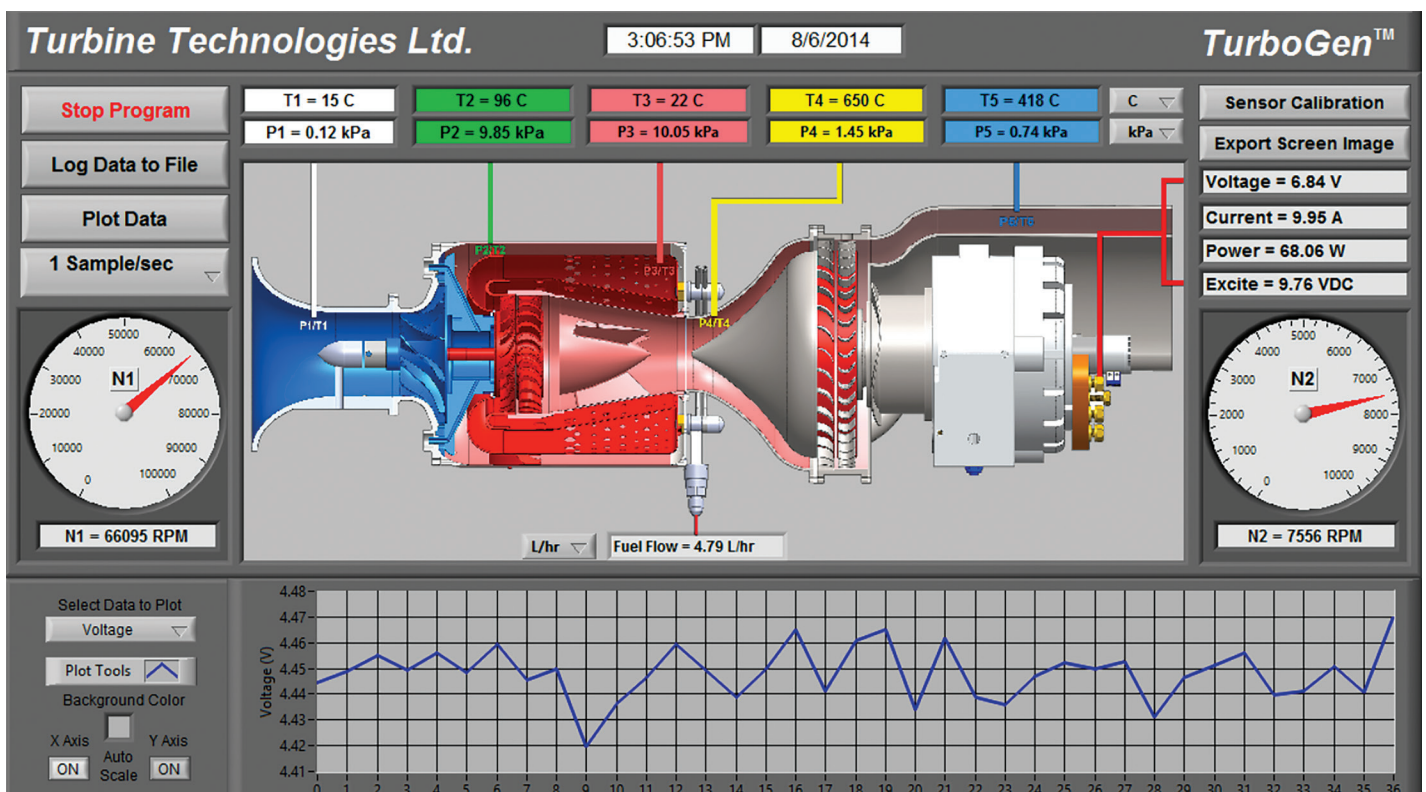 Turbine Technologies Ltd.
3:06:53 PM
8/6/2014
TurboGen™
Stop Program
Log Data to File
Plot Data
1 Sample/sec
T1 = 15 C
P1 = 0.12 kPa
T2 = 96 C
P2 = 9.85 kPa
T3 = 22 C
P3 = 10.05 kPa
T4 = 650 C
P4 = 1.45 kPa
T5 = 418 C
P5 = 0.74 kPa
C
kPa
Sensor Calibration
Export Screen Image
Voltage = 6.84 V
Current = 9.95 A
Power = 68.06 W
Excite = 9.76 VDC
P1/T1
P2/T2
P3/T3
P4/T4
P5/T5
N1
0
10000
20000
30000
40000
50000
60000
70000
80000
90000
100000
N1 = 66095 RPM
L/hr
Fuel Flow = 4.79 L/hr
N2
0
1000
2000
3000
4000
5000
6000
7000
8000
9000
10000
N2 = 7556 RPM
Select Data to Plot
Voltage
Plot Tools
Background Color
X Axis
Auto
Scale
Y Axis
ON
ON
Voltage (V)
4.48
4.47
4.46
4.45
4.44
4.43
4.42
4.41
0 1 2 3 4 5 6 7 8 9 10 11 12 13 14 15 16 17 18 19 20 21 22 23 24 25 26 27 28 29 30 31 32 33 34 35 36